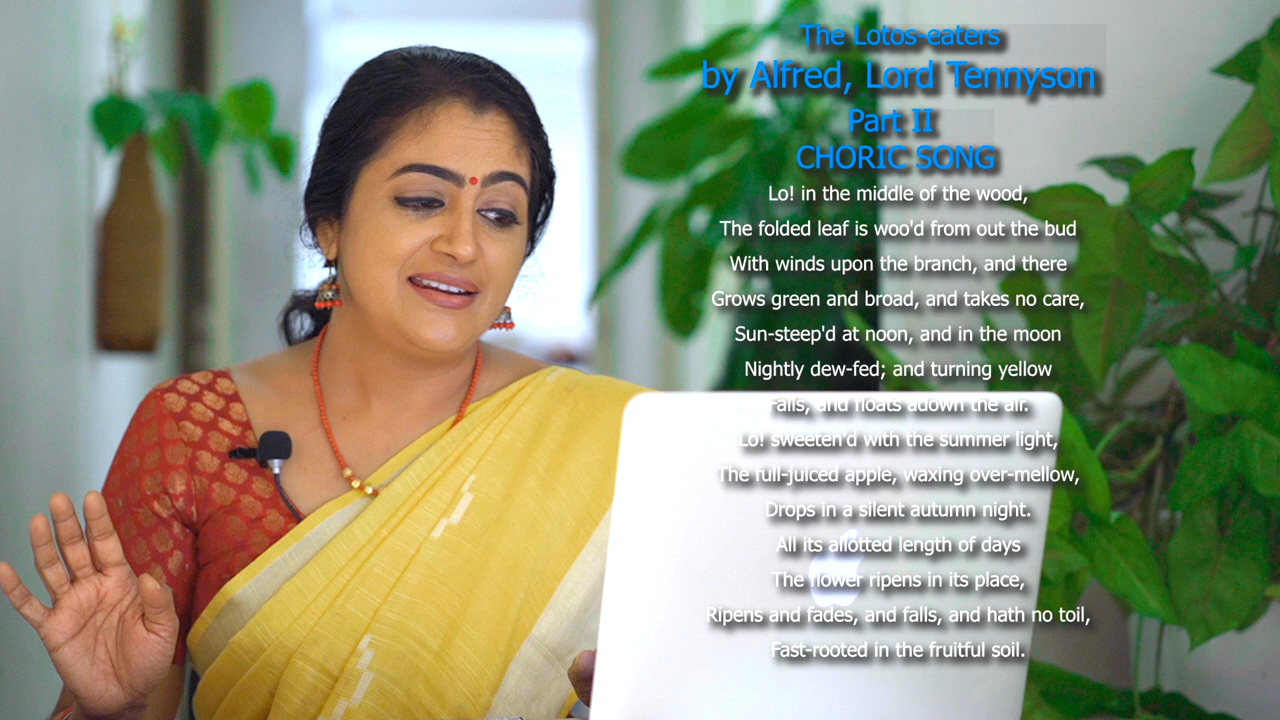 The Lotos-eaters
by Alfred, Lord Tennyson
Part II
CHORIC SONG
Lo! in the middle of the wood,
The folded leaf is woo'd from out the bud
With winds upon the branch, and there
Grows green and broad, and takes no care,
Sun-steep'd at noon, and in the moon
Nightly dew-fed; and turning yellow
Falls, and floats adown the air.
Lo! sweeten'd with the summer light,
The full-juiced apple, waxing over-mellow,
Drops in a silent autumn night.
All its allotted length of days
The flower ripens in its place,
Ripens and fades, and falls, and hath no toil,
Fast-rooted in the fruitful soil.